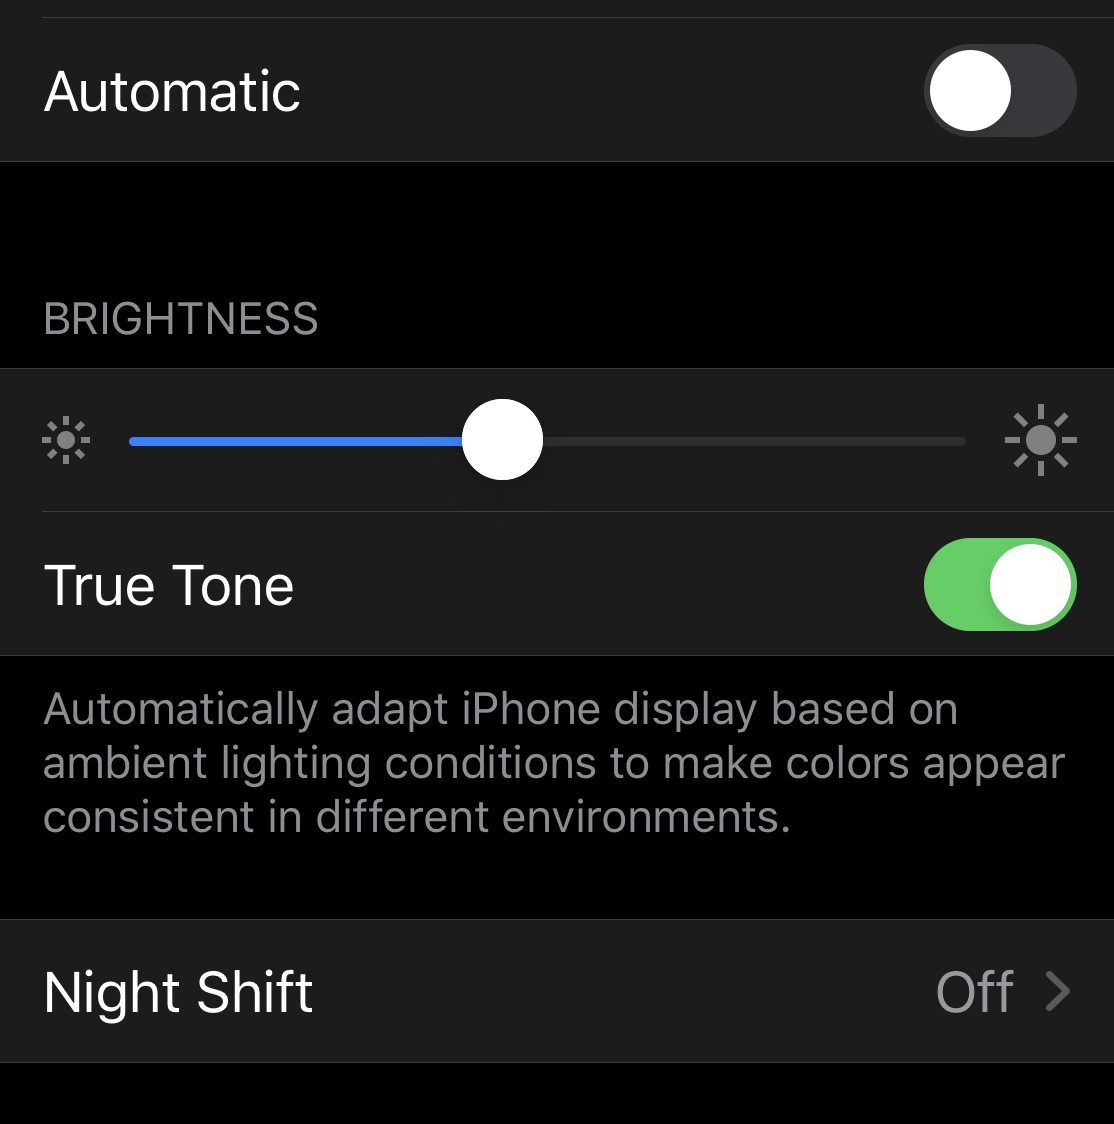 Automatic
BRIGHTNESS
True Tone
Automatically adapt iPhone display based on
ambient lighting conditions to make colors appear
consistent in different environments.
Night Shift Off